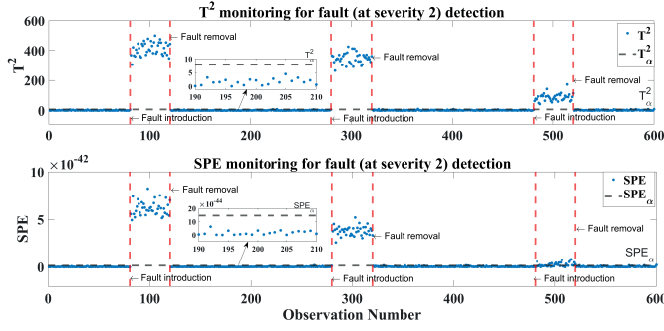 T² monitoring for fault (at severity 2) detection
600
400
200
0
T²
Fault removal
T²α
10
5
0
190 195 200 205 210
Fault removal
Fault removal
T²
T²α
T²α
Fault introduction
Fault introduction
Fault introduction
0 100 200 300 400 500 600
×10-42
SPE monitoring for fault (at severity 2) detection
10
5
0
SPE
Fault removal
×10-44
20
10
0
SPEα
190 195 200 205 210
Fault removal
Fault removal
SPE
SPEα
SPEα
Fault introduction
Fault introduction
Fault introduction
0 100 200 300 400 500 600
Observation Number